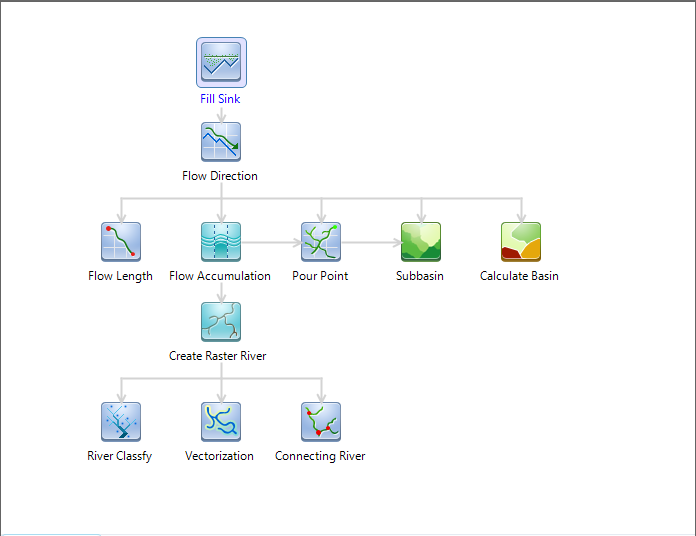 Fill Sink
Flow Direction
Flow Length
Flow Accumulation
Pour Point
Subbasin
Calculate Basin
Create Raster River
River Classfy
Vectorization
Connecting River